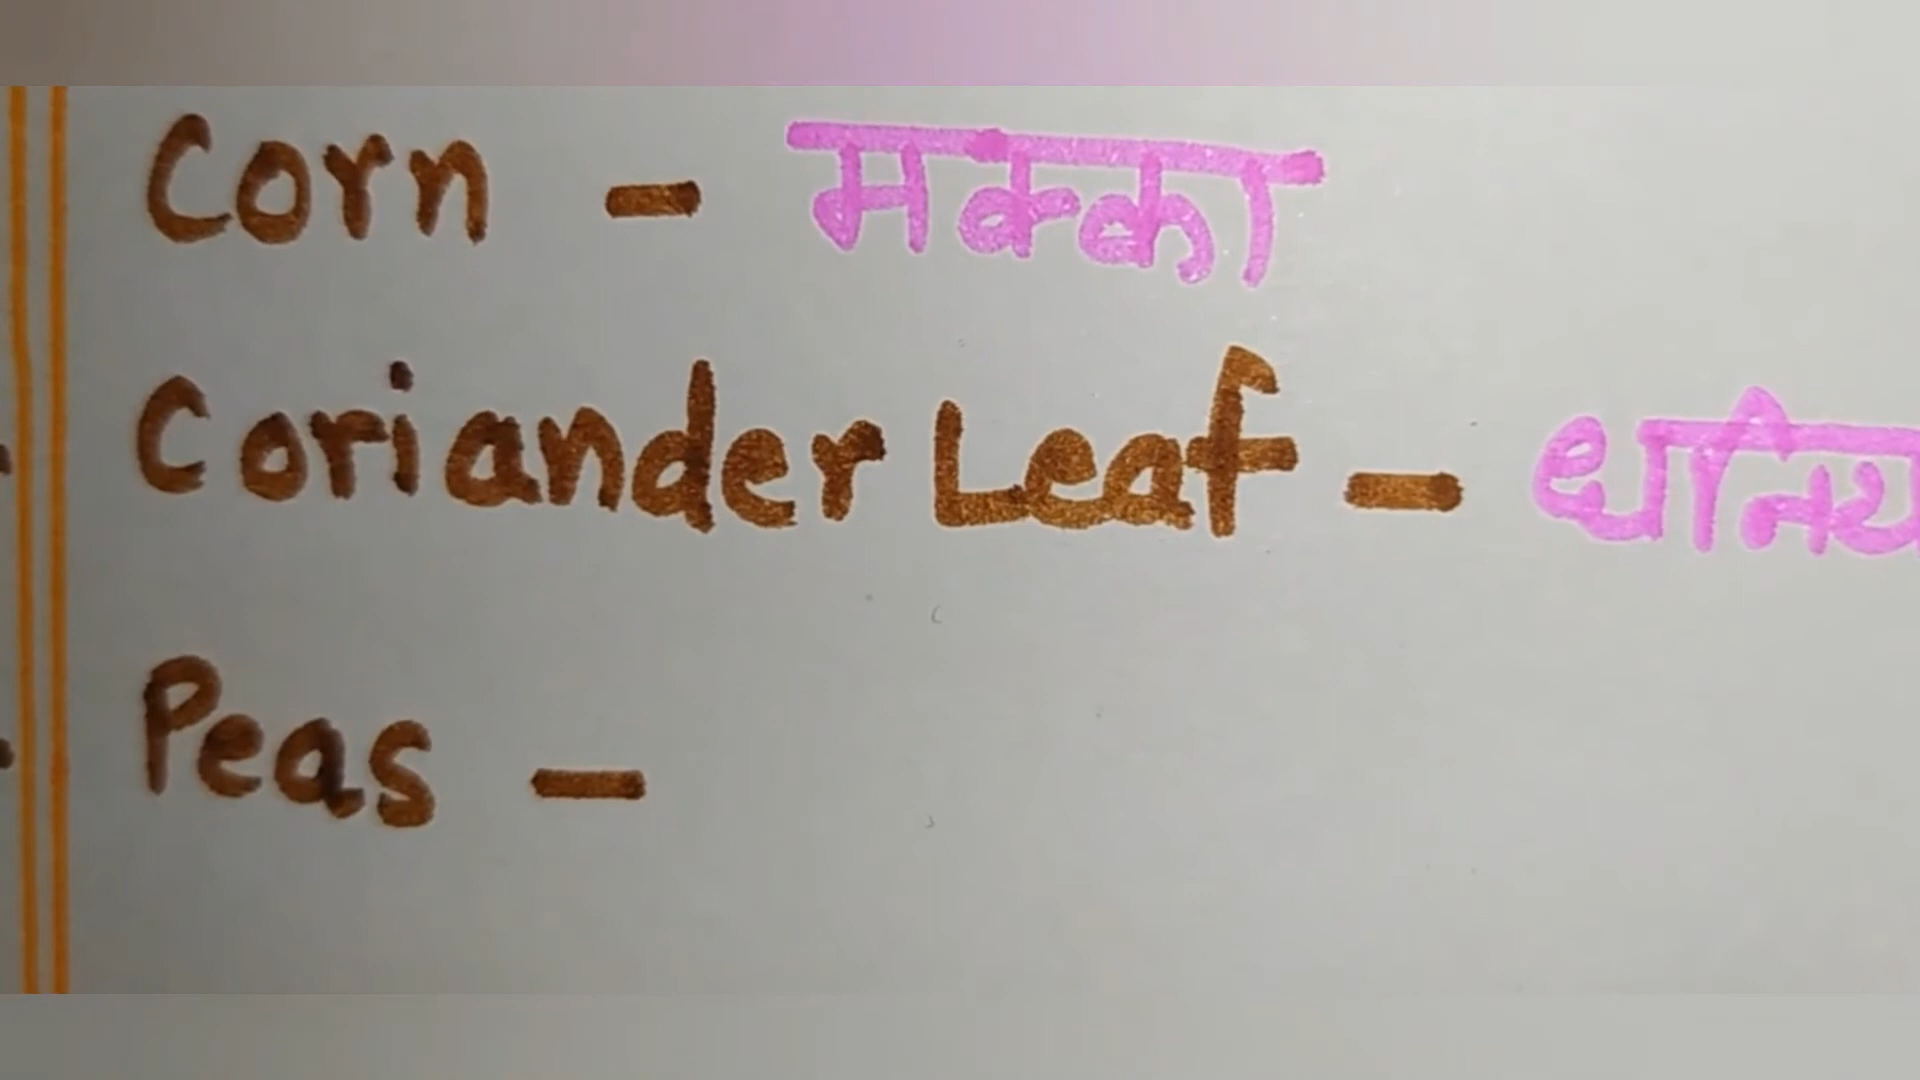 Corn - मक्का
Coriander Leaf - धनिय
Peas -